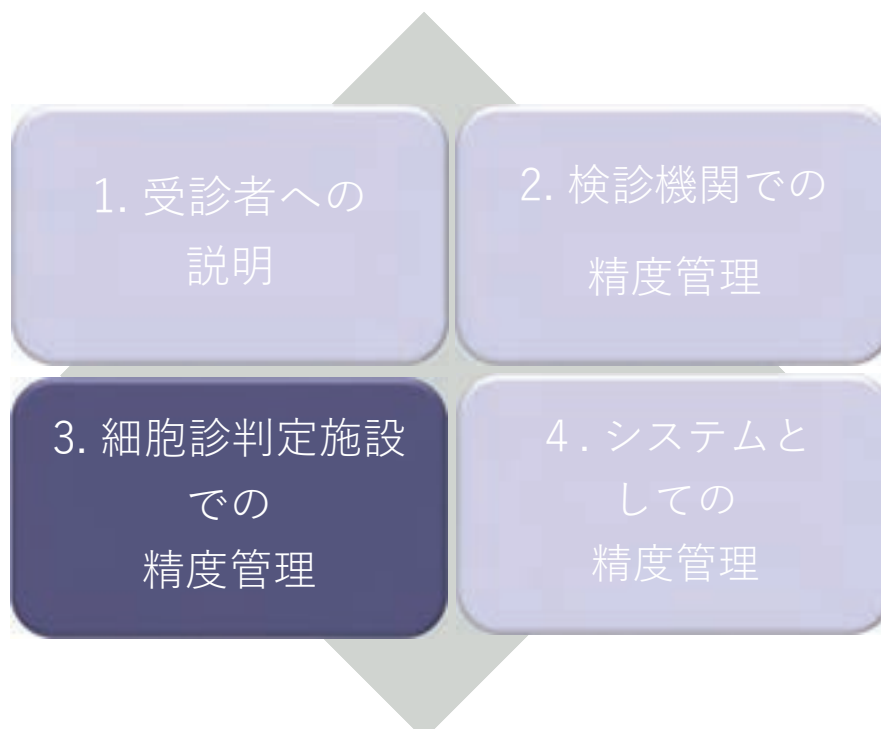 1. 受診者への
説明
2. 検診機関での
精度管理
3. 細胞診判定施設
での
精度管理
4 . システムと
しての
精度管理